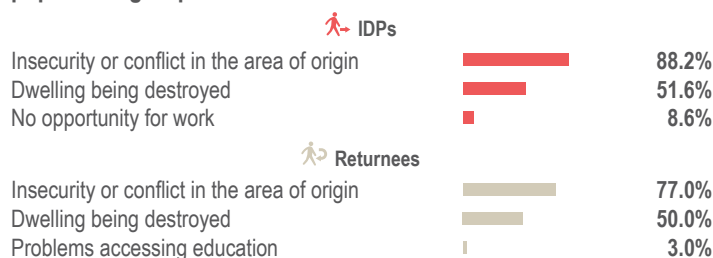 IDPs
Insecurity or conflict in the area of origin 88.2%
Dwelling being destroyed 51.6%
No opportunity for work 8.6%
Returnees
Insecurity or conflict in the area of origin 77.0%
Dwelling being destroyed 50.0%
Problems accessing education 3.0%